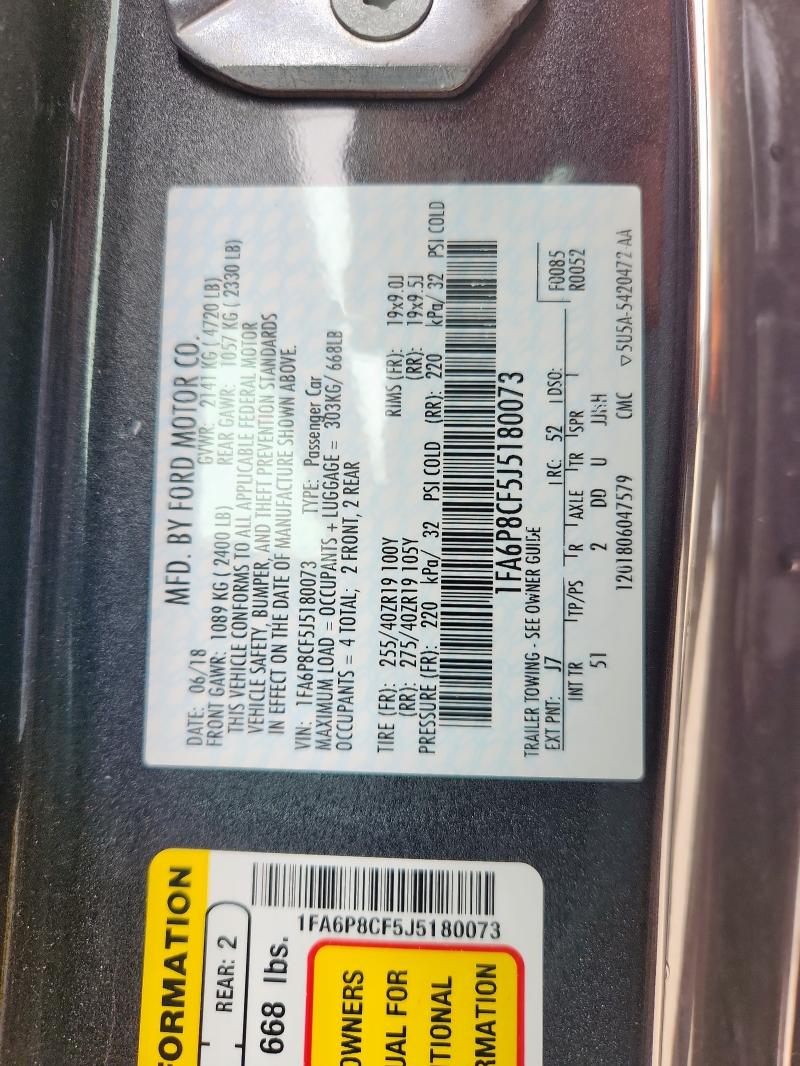 MFD. BY FORD MOTOR CO.
DATE: 06/18 GVWR: 2141 KG ( 4720 LB)
FRONT GAWR: 1089 KG ( 2400 LB) REAR GAWR: 1057 KG ( 2330 LB)
THIS VEHICLE CONFORMS TO ALL APPLICABLE FEDERAL MOTOR
VEHICLE SAFETY, BUMPER, AND THEFT PREVENTION STANDARDS
IN EFFECT ON THE DATE OF MANUFACTURE SHOWN ABOVE.
VIN: 1FA6P8CF5J5180073 TYPE: Passenger Car
MAXIMUM LOAD = OCCUPANTS + LUGGAGE = 303KG/ 668LB
OCCUPANTS = 4 TOTAL; 2 FRONT, 2 REAR
TIRE (FR): 255/40ZR19 100Y RIMS (FR): 19x9.0J
(RR): 275/40ZR19 105Y (RR): 19x9.5J
PRESSURE (FR): 220 kPa/ 32 PSI COLD (RR): 220 kPa/ 32 PSI COLD
1FA6P8CF5J5180073
TRAILER TOWING - SEE OWNER GUIDE
EXT PNT: J7 RC: 52 DSO: F0085
INT TR TP/PS R AXLE TR SPR R0052
51 2 DD U
1201806047579 CMC ▽5U5A-5420472-AA
FORMATION
REAR: 2
668 lbs.
1FA6P8CF5J5180073
OWNERS
UAL FOR
TIONAL
RMATION